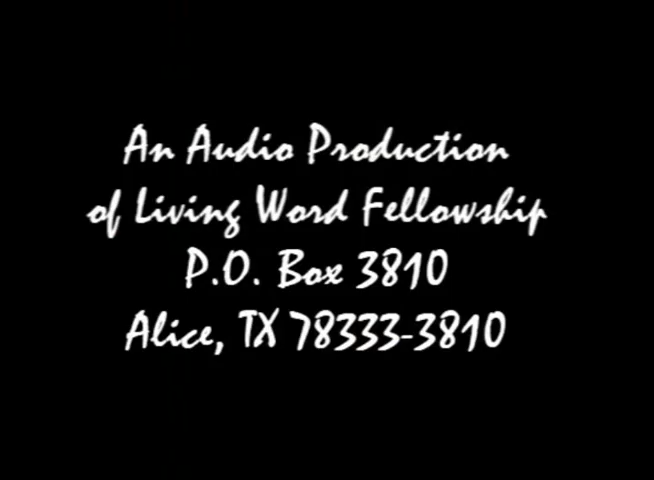 An Audio Production
of Living Word Fellowship
P.O. Box 3810
Alice, TX 78333-3810